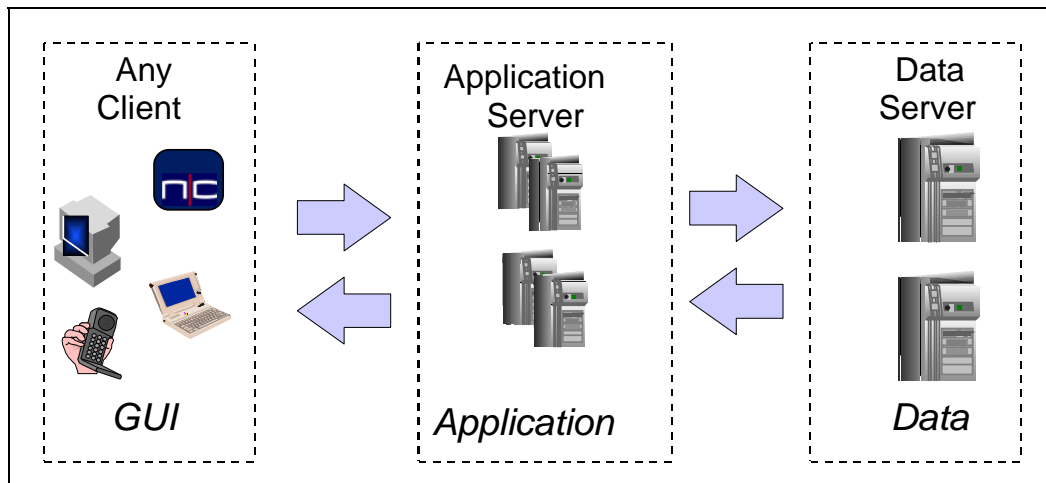 Any
Client
nc
GUI
Application
Server
Application
Data
Server
Data